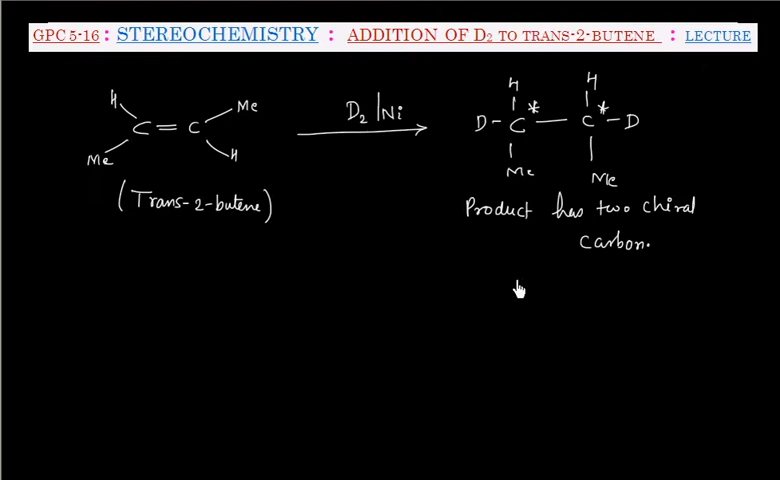 GPC 5-16 : STEREOCHEMISTRY : ADDITION OF D₂ TO TRANS-2-BUTENE : LECTURE
H Me
C = C
Me H
(Trans-2-butene)
D₂ | Ni
H H
D - C * — C * - D
Me Me
Product has two chiral
carbon.